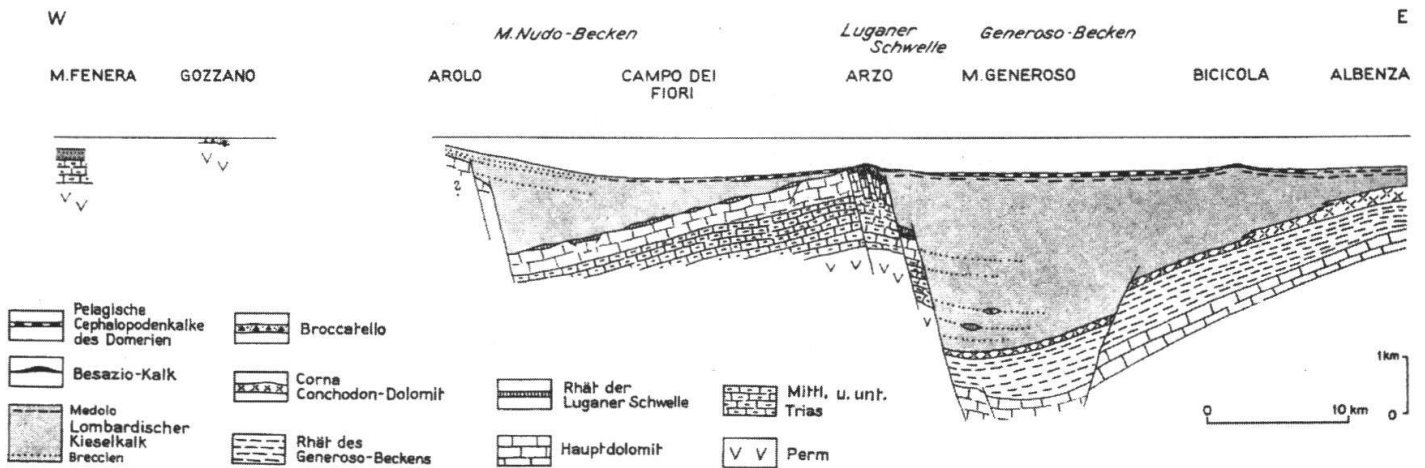 W
E
M.Nudo-Becken
Luganer
Schwelle
Generoso-Becken
M.FENERA
GOZZANO
AROLO
CAMPO DEI
FIORI
ARZO
M.GENEROSO
BICICOLA
ALBENZA
?
Pelagische
Cephalopodenkalke
des Domerien
Besazio-Kalk
Medolo
Lombardischer
Kieselkalk
Breccien
Broccatello
Corna
Conchodon-Dolomit
Rhät des
Generoso-Beckens
Rhät der
Luganer Schwelle
Hauptdolomit
Mittl. u. unt.
Trias
Perm
1km
0
0 10 km